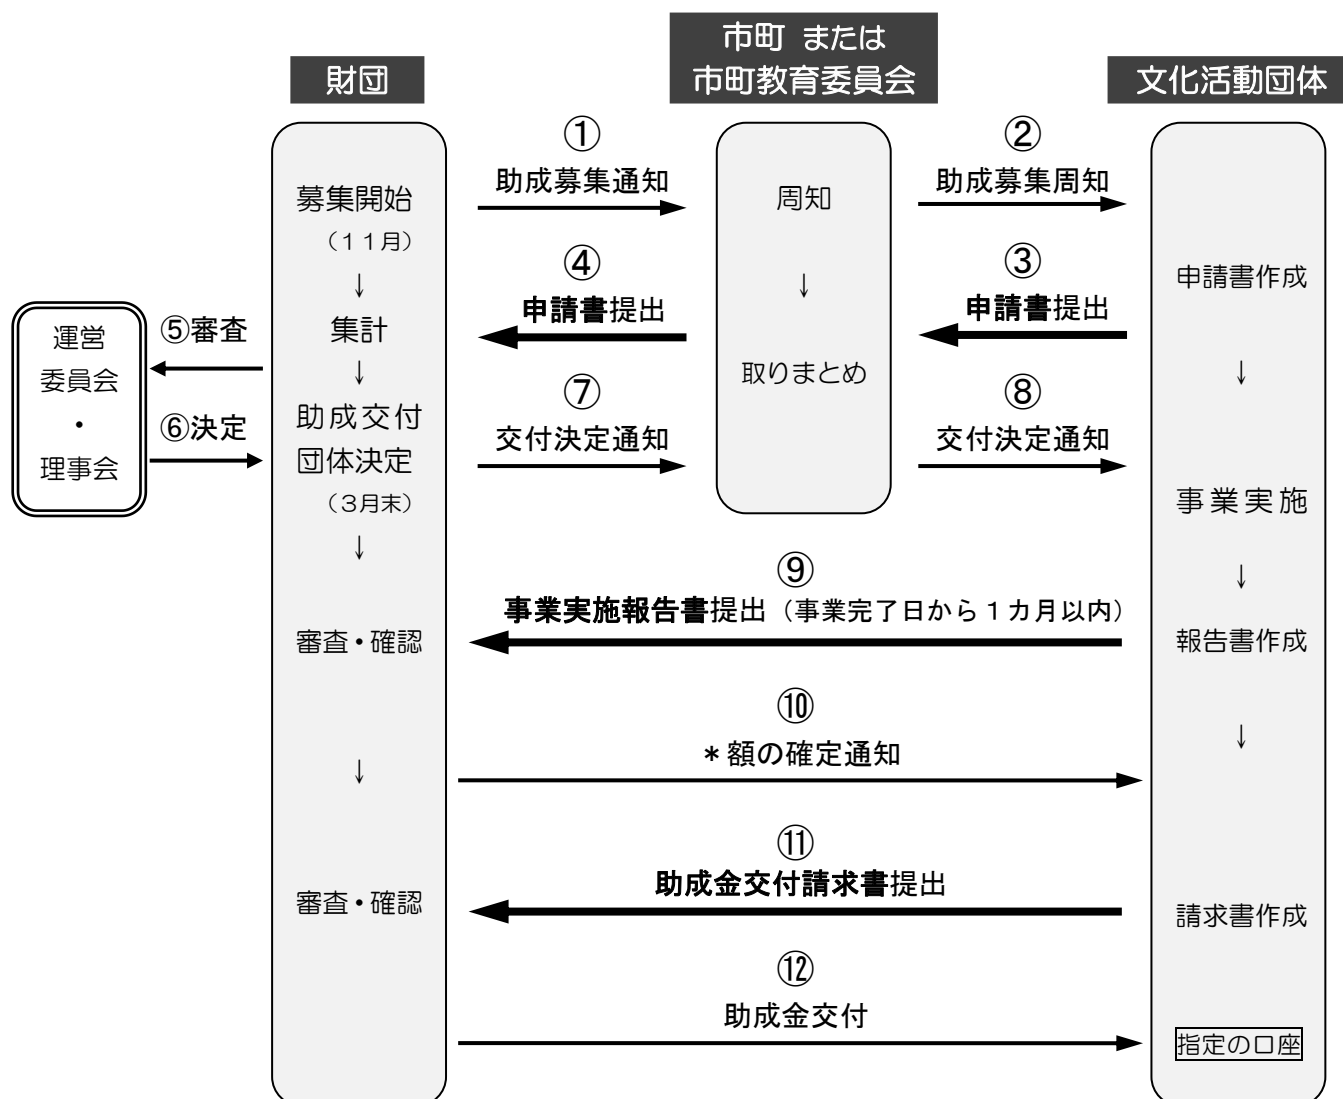 財団
市町 または
市町教育委員会
文化活動団体
①
助成募集通知
②
助成募集周知
募集開始
（１１月）
↓
集計
↓
助成交付
団体決定
（３月末）
↓
審査・確認
↓
審査・確認
周知
↓
取りまとめ
申請書作成
↓
事業実施
↓
報告書作成
↓
請求書作成
指定の口座
④
申請書提出
③
申請書提出
運営
委員会
・
理事会
⑤審査
⑥決定
⑦
交付決定通知
⑧
交付決定通知
⑨
事業実施報告書提出（事業完了日から１カ月以内）
⑩
＊額の確定通知
⑪
助成金交付請求書提出
⑫
助成金交付